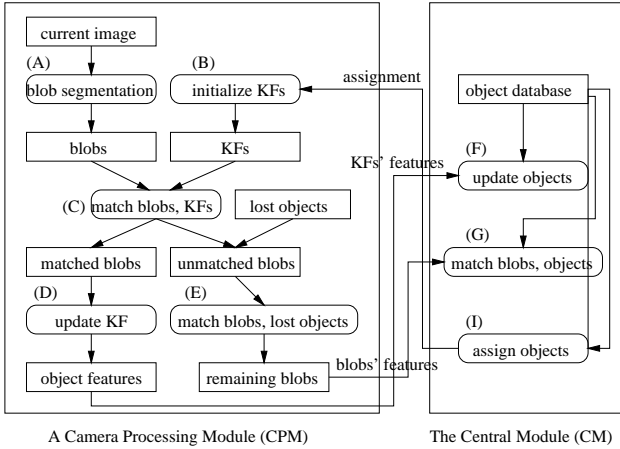 current image
(A)
(B)
blob segmentation
initialize KFs
assignment
object database
blobs
KFs
KFs' features
(F)
update objects
(C)
match blobs, KFs
lost objects
(G)
matched blobs
unmatched blobs
match blobs, objects
(D)
(E)
update KF
match blobs, lost objects
(I)
assign objects
blobs' features
object features
remaining blobs
A Camera Processing Module (CPM)
The Central Module (CM)